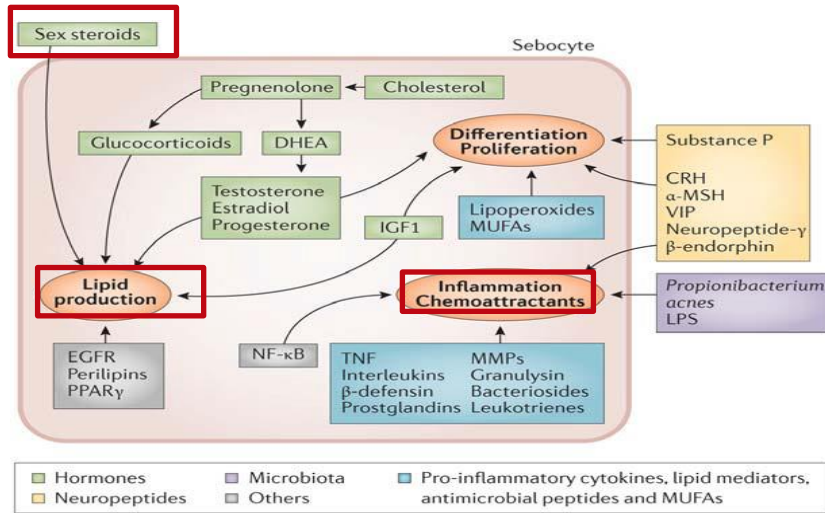 Sex steroids
Sebocyte
Pregnenolone
Cholesterol
Glucocorticoids
DHEA
Differentiation
Proliferation
Substance P
CRH
α-MSH
VIP
Neuropeptide-γ
β-endorphin
Testosterone
Estradiol
Progesterone
IGF1
Lipoperoxides
MUFAs
Lipid
production
Inflammation
Chemoattractants
Propionibacterium
acnes
LPS
EGFR
Perilipins
PPARγ
NF-κB
TNF
Interleukins
β-defensin
Prostglandins
MMPs
Granulysin
Bacteriosides
Leukotrienes
Hormones
Neuropeptides
Microbiota
Others
Pro-inflammatory cytokines, lipid mediators,
antimicrobial peptides and MUFAs